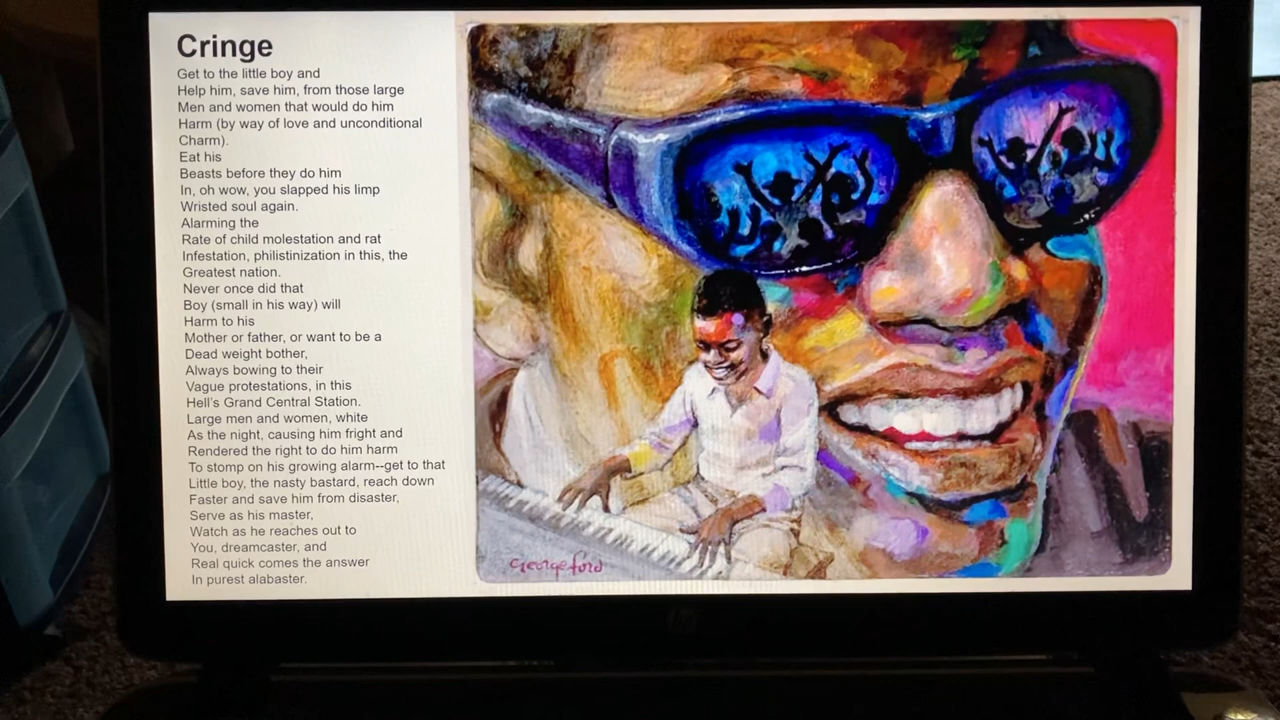 Cringe
Get to the little boy and
Help him, save him, from those large
Men and women that would do him
Harm (by way of love and unconditional
Charm).
Eat his
Beasts before they do him
In, oh wow, you slapped his limp
Wristed soul again.
Alarming the
Rate of child molestation and rat
Infestation, philistinization in this, the
Greatest nation.
Never once did that
Boy (small in his way) will
Harm to his
Mother or father, or want to be a
Dead weight bother,
Always bowing to their
Vague protestations, in this
Hell's Grand Central Station.
Large men and women, white
As the night, causing him fright and
Rendered the right to do him harm
To stomp on his growing alarm--get to that
Little boy, the nasty bastard, reach down
Faster and save him from disaster,
Serve as his master,
Watch as he reaches out to
You, dreamcaster, and
Real quick comes the answer
In purest alabaster.
George Ford